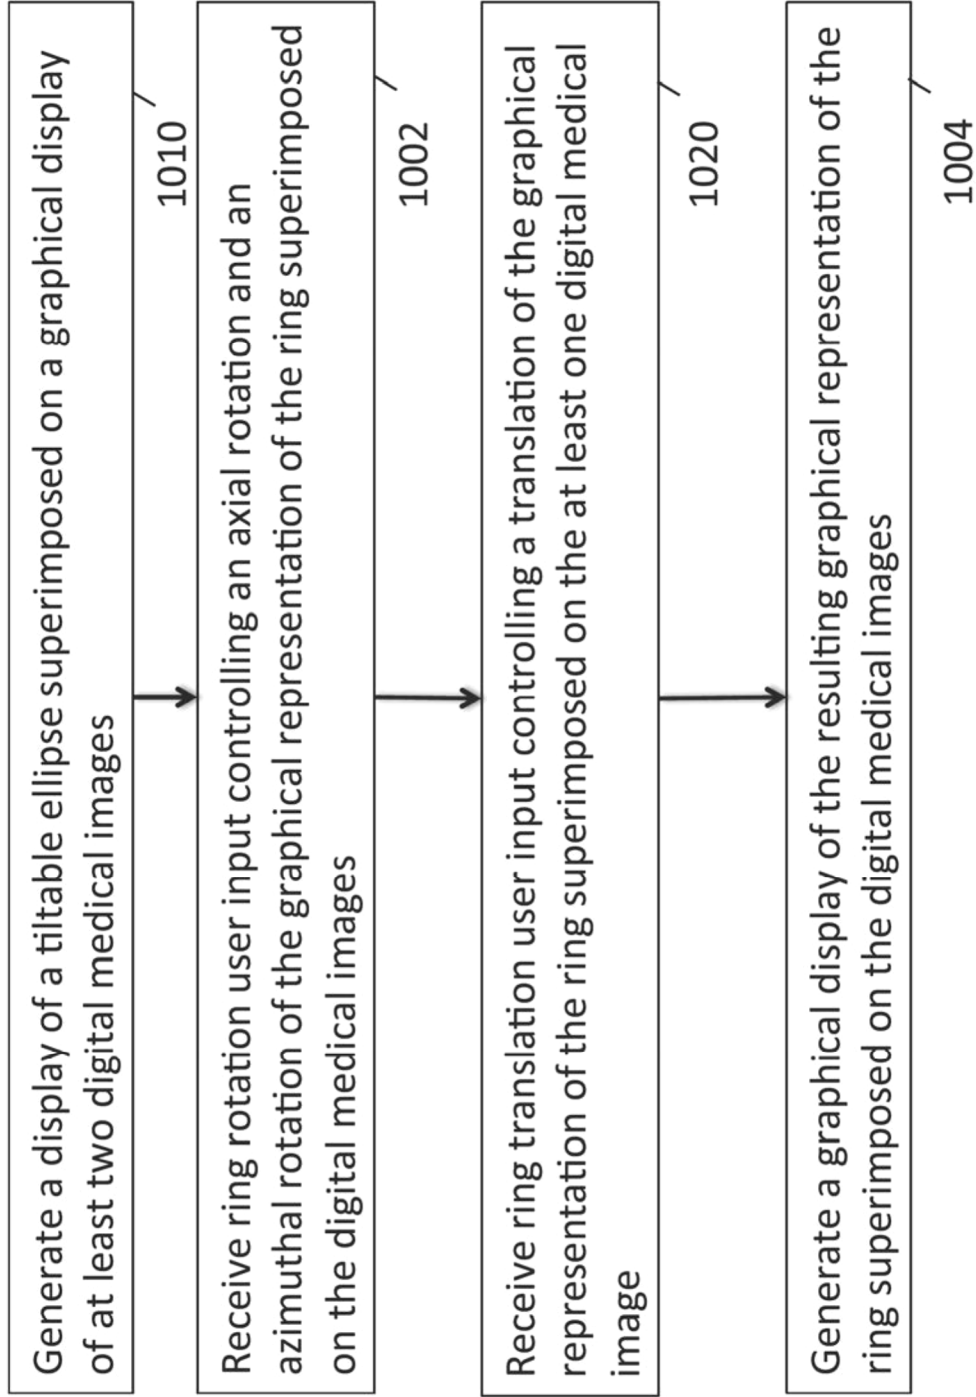 Generate a display of a tiltable ellipse superimposed on a graphical display
of at least two digital medical images
1010
Receive ring rotation user input controlling an axial rotation and an
azimuthal rotation of the graphical representation of the ring superimposed
on the digital medical images
1002
Receive ring translation user input controlling a translation of the graphical
representation of the ring superimposed on the at least one digital medical
image
1020
Generate a graphical display of the resulting graphical representation of the
ring superimposed on the digital medical images
1004